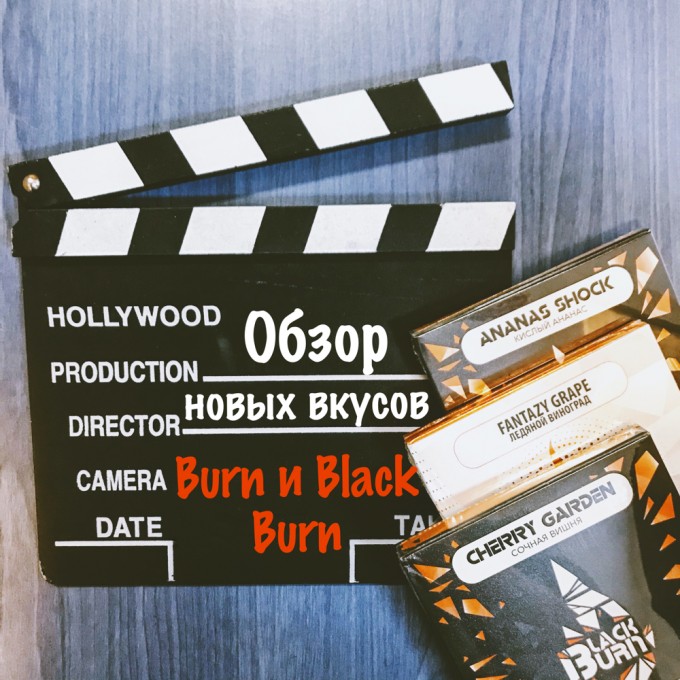 HOLLYWOOD
Обзор
PRODUCTION
новых вкусов
DIRECTOR
CAMERA
Burn и Black
Burn
DATE
ANANAS SHOCK
КИСЛЫЙ АНАНАС
FANTAZY GRAPE
ЛЕДЯНОЙ ВИНОГРАД
CHERRY GARDEN
СОЧНАЯ ВИШНЯ
BLACK
BURN